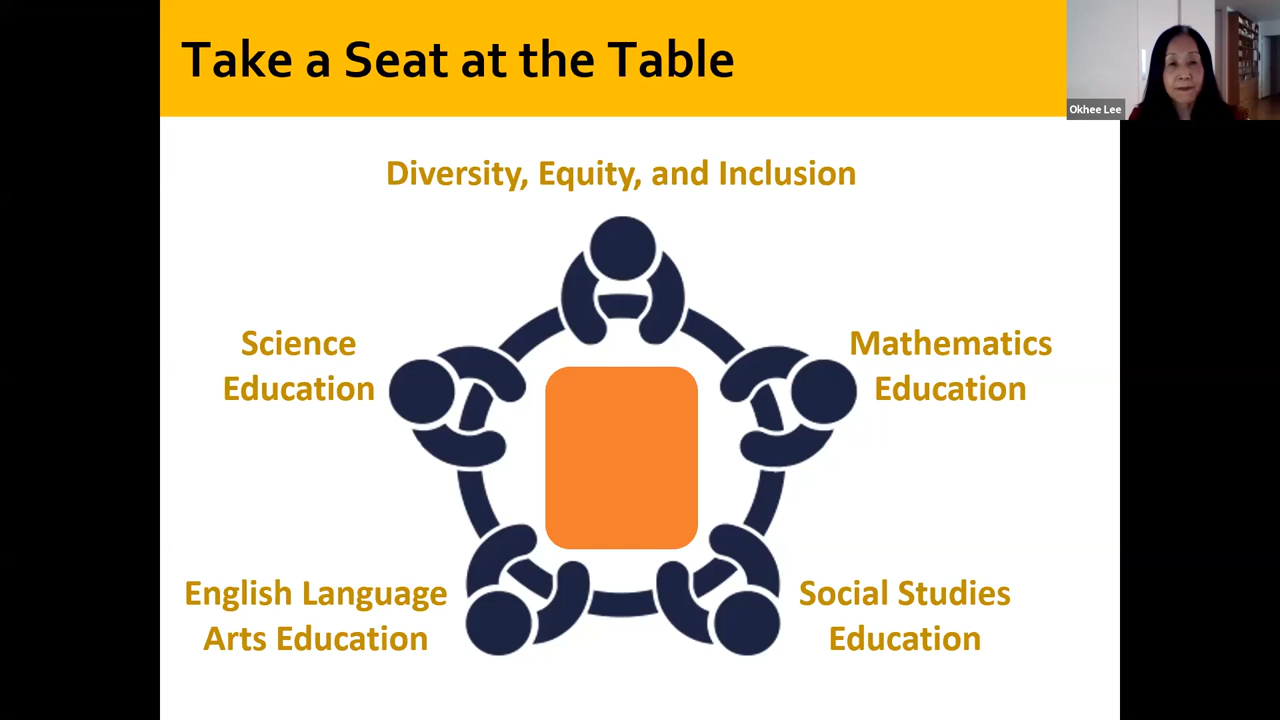 Take a Seat at the Table
Okhee Lee
Diversity, Equity, and Inclusion
Science
Education
Mathematics
Education
English Language
Arts Education
Social Studies
Education